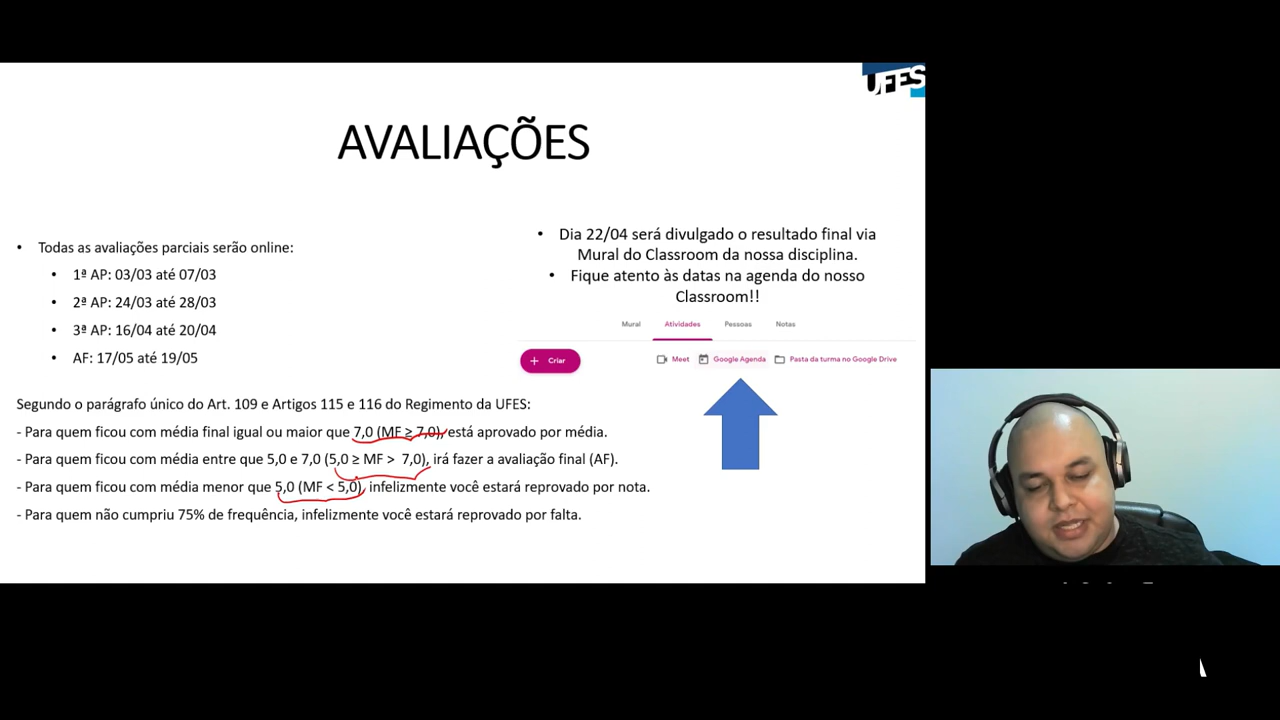 UFES
AVALIAÇÕES
• Todas as avaliações parciais serão online:
• 1ª AP: 03/03 até 07/03
• 2ª AP: 24/03 até 28/03
• 3ª AP: 16/04 até 20/04
• AF: 17/05 até 19/05
• Dia 22/04 será divulgado o resultado final via
Mural do Classroom da nossa disciplina.
• Fique atento às datas na agenda do nosso
Classroom!!
Mural Atividades Pessoas Notas
+ Criar Meet Google Agenda Pasta da turma no Google Drive
Segundo o parágrafo único do Art. 109 e Artigos 115 e 116 do Regimento da UFES:
- Para quem ficou com média final igual ou maior que 7,0 (MF ≥ 7,0), está aprovado por média.
- Para quem ficou com média entre que 5,0 e 7,0 (5,0 ≥ MF > 7,0), irá fazer a avaliação final (AF).
- Para quem ficou com média menor que 5,0 (MF < 5,0), infelizmente você estará reprovado por nota.
- Para quem não cumpriu 75% de frequência, infelizmente você estará reprovado por falta.